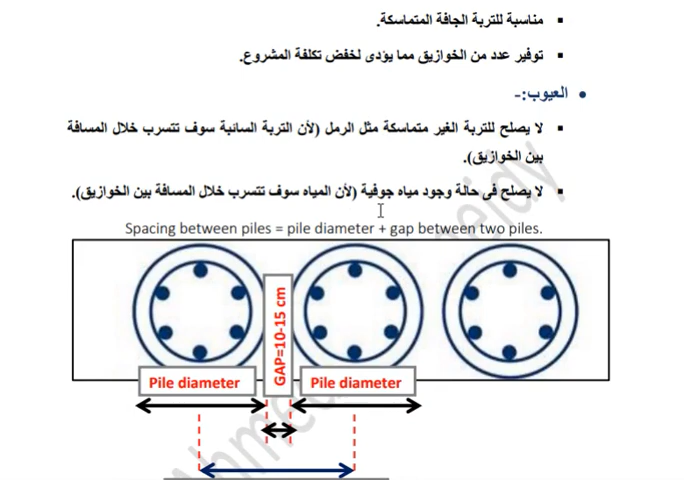 مناسبة للتربة الجافة المتماسكة.
توفير عدد من الخوازيق مما يؤدى لخفض تكلفة المشروع.
العيوب:-
لا يصلح للتربة الغير متماسكة مثل الرمل (لأن التربة السائبة سوف تتسرب خلال المسافة
بين الخوازيق).
لا يصلح فى حالة وجود مياه جوفية (لأن المياه سوف تتسرب خلال المسافة بين الخوازيق).
Spacing between piles = pile diameter + gap between two piles.
GAP=10-15 cm
Pile diameter
Pile diameter